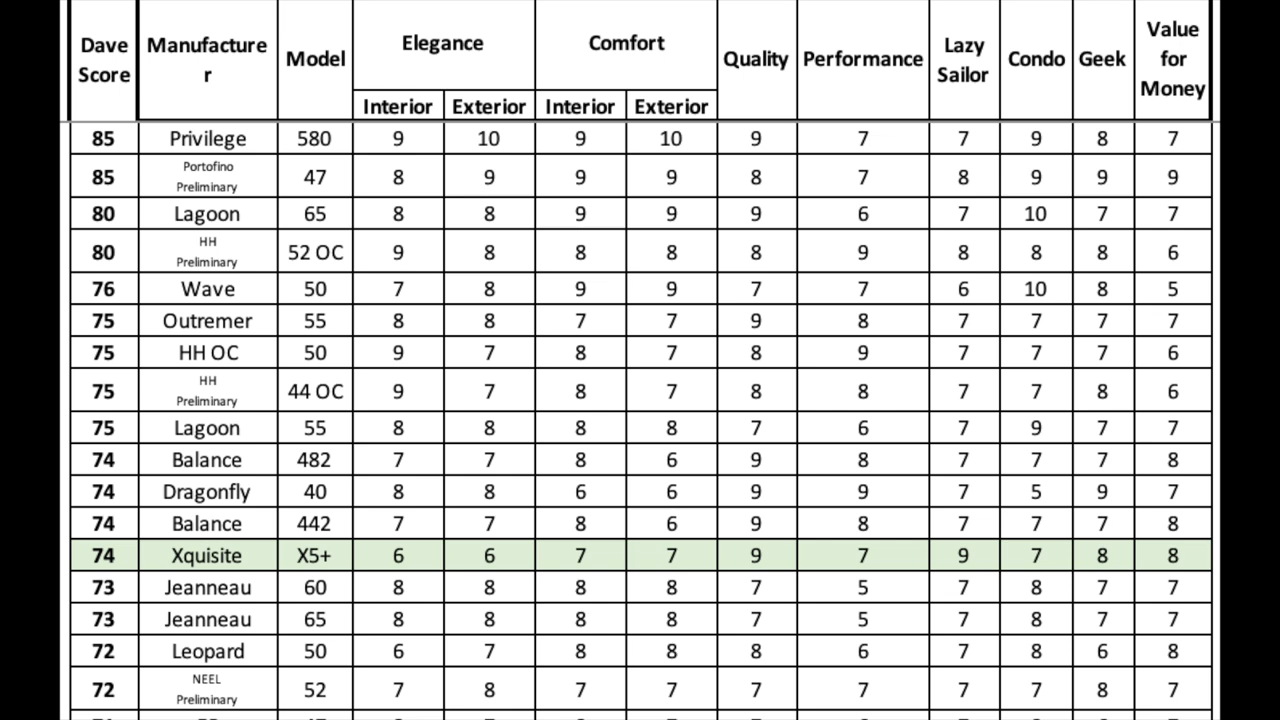 Dave Score Manufacturer Model Elegance Comfort Quality Performance Lazy Sailor Condo Geek Value for Money
Interior Exterior Interior Exterior
85 Privilege 580 9 10 9 10 9 7 7 9 8 7
85 Portofino Preliminary 47 8 9 9 9 8 7 8 9 9 9
80 Lagoon 65 8 8 9 9 9 6 7 10 7 7
80 HH Preliminary 52 OC 9 8 8 8 8 9 8 8 8 6
76 Wave 50 7 8 9 9 7 7 6 10 8 5
75 Outremer 55 8 8 7 7 9 8 7 7 7 7
75 HH OC 50 9 7 8 7 8 9 7 7 7 6
75 HH Preliminary 44 OC 9 7 8 7 8 8 7 7 8 6
75 Lagoon 55 8 8 8 8 7 6 7 9 7 7
74 Balance 482 7 7 8 6 9 8 7 7 7 8
74 Dragonfly 40 8 8 6 6 9 9 7 5 9 7
74 Balance 442 7 7 8 6 9 8 7 7 7 8
74 Xquisite X5+ 6 6 7 7 9 7 9 7 8 8
73 Jeanneau 60 8 8 8 8 7 5 7 8 7 7
73 Jeanneau 65 8 8 8 8 7 5 7 8 7 7
72 Leopard 50 6 7 8 8 8 6 7 8 6 8
72 NEEL Preliminary 52 7 8 7 7 7 7 7 7 8 7